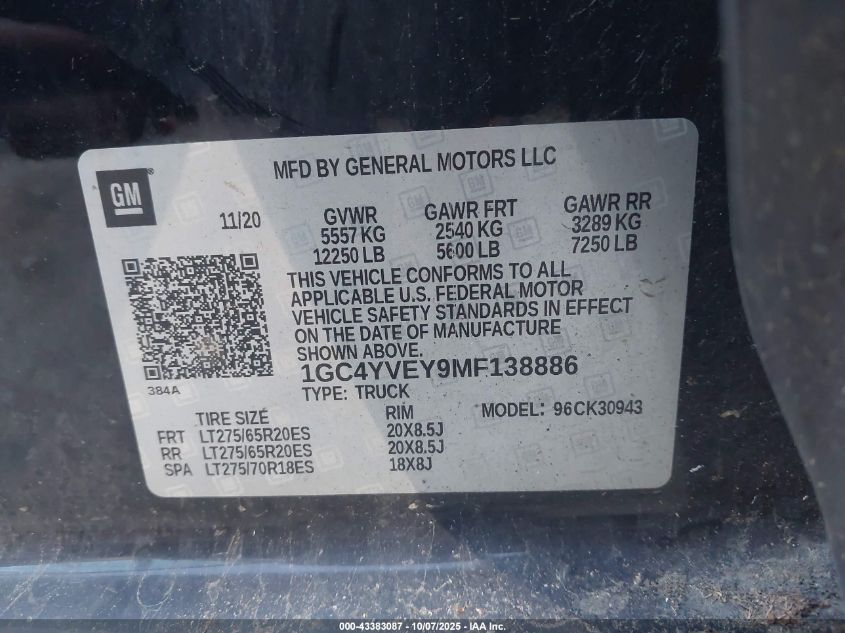 MFD BY GENERAL MOTORS LLC
GM®
11/20 GVWR GAWR FRT GAWR RR
5557 KG 2540 KG 3289 KG
12250 LB 5600 LB 7250 LB
THIS VEHICLE CONFORMS TO ALL
APPLICABLE U.S. FEDERAL MOTOR
VEHICLE SAFETY STANDARDS IN EFFECT
ON THE DATE OF MANUFACTURE
SHOWN ABOVE.
384A
1GC4YVEY9MF138886
TYPE: TRUCK
TIRE SIZE RIM MODEL: 96CK30943
FRT LT275/65R20ES 20X8.5J
RR LT275/65R20ES 20X8.5J
SPA LT275/70R18ES 18X8J
000-43383087 - 10/07/2025 - IAA Inc.